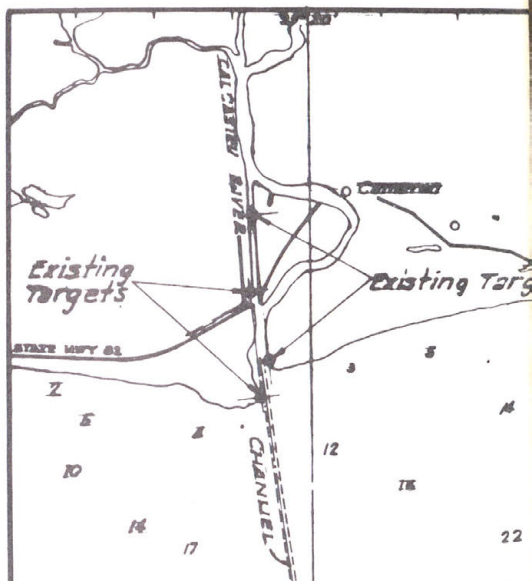 CALCASIEU RIVER
Cameron
Existing
Targets
Existing Targ
STATE HWY 82
7
3
5
14
10
12
14
17
22
CHANNEL